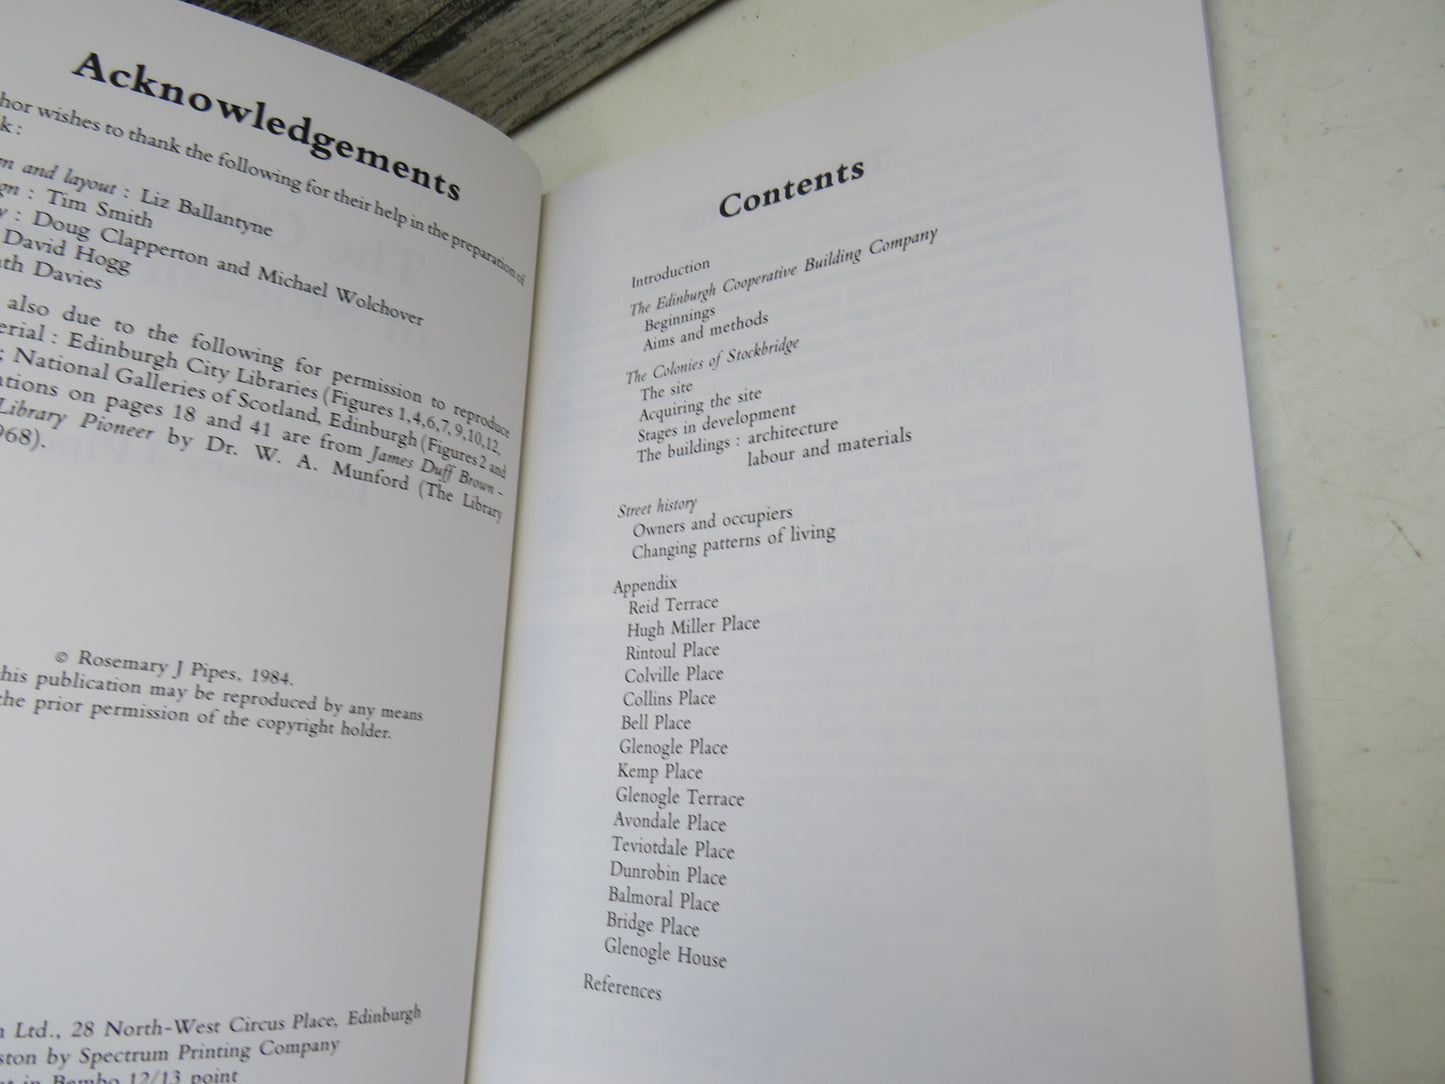 Acknowledgements
wishes to thank the following for their help in the preparation of
and layout : Liz Ballantyne
: Tim Smith
: Doug Clapperton and Michael Wolchover
David Hogg
Davies
also due to the following for permission to reproduce
: Edinburgh City Libraries (Figures 1,4,6,7,9,10,12,
; National Galleries of Scotland, Edinburgh (Figures 2 and
on pages 18 and 41 are from James Duff Brown -
Library Pioneer by Dr. W. A. Munford (The Library
968).
© Rosemary J Pipes, 1984.
this publication may be reproduced by any means
the prior permission of the copyright holder.
Ltd., 28 North-West Circus Place, Edinburgh
by Spectrum Printing Company
in Bembo 12/13 point
Contents
Introduction
The Edinburgh Cooperative Building Company
Beginnings
Aims and methods
The Colonies of Stockbridge
The site
Acquiring the site
Stages in development
The buildings : architecture
labour and materials
Street history
Owners and occupiers
Changing patterns of living
Appendix
Reid Terrace
Hugh Miller Place
Rintoul Place
Colville Place
Collins Place
Bell Place
Glenogle Place
Kemp Place
Glenogle Terrace
Avondale Place
Teviotdale Place
Dunrobin Place
Balmoral Place
Bridge Place
Glenogle House
References